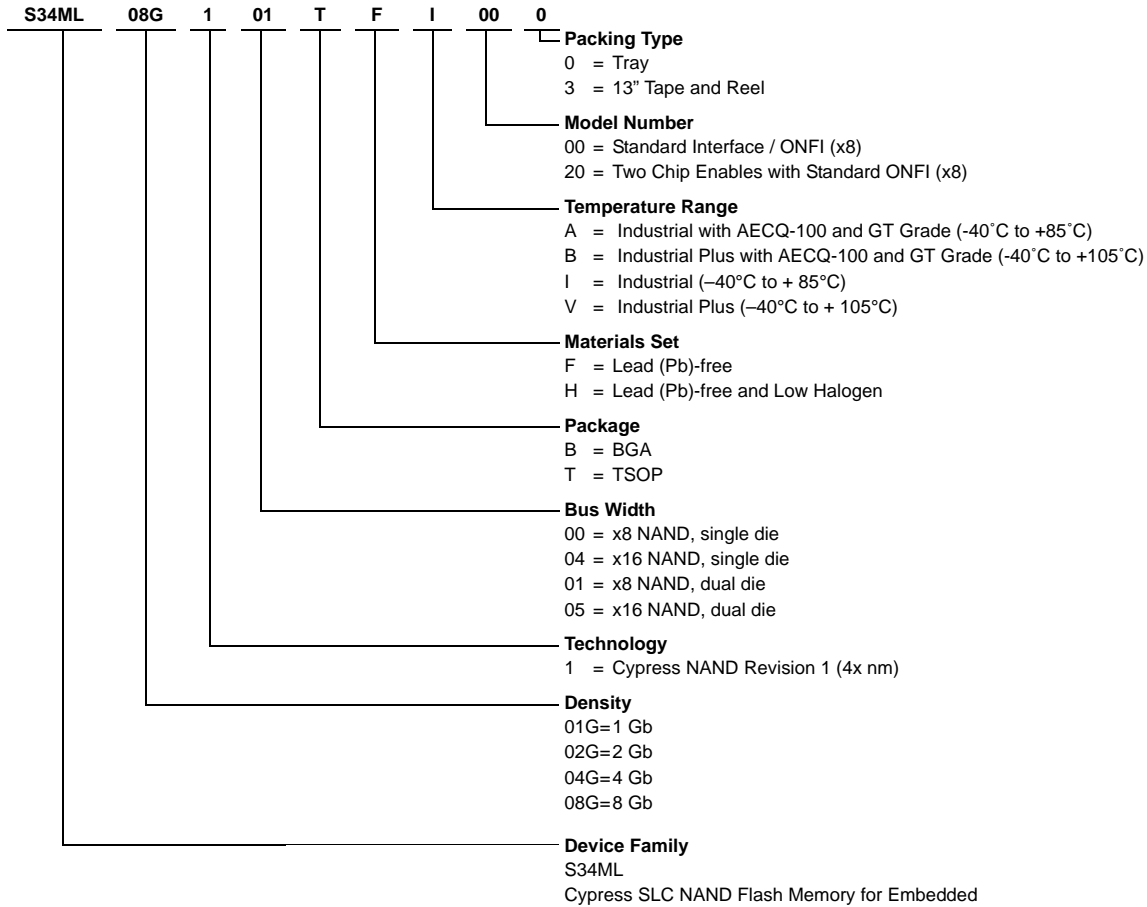 S34ML 08G 1 01 T F I 00 0
Packing Type
0 = Tray
3 = 13” Tape and Reel
Model Number
00 = Standard Interface / ONFI (x8)
20 = Two Chip Enables with Standard ONFI (x8)
Temperature Range
A = Industrial with AECQ-100 and GT Grade (-40˚C to +85˚C)
B = Industrial Plus with AECQ-100 and GT Grade (-40˚C to +105˚C)
I = Industrial (–40°C to + 85°C)
V = Industrial Plus (–40°C to + 105°C)
Materials Set
F = Lead (Pb)-free
H = Lead (Pb)-free and Low Halogen
Package
B = BGA
T = TSOP
Bus Width
00 = x8 NAND, single die
04 = x16 NAND, single die
01 = x8 NAND, dual die
05 = x16 NAND, dual die
Technology
1 = Cypress NAND Revision 1 (4x nm)
Density
01G=1 Gb
02G=2 Gb
04G=4 Gb
08G=8 Gb
Device Family
S34ML
Cypress SLC NAND Flash Memory for Embedded